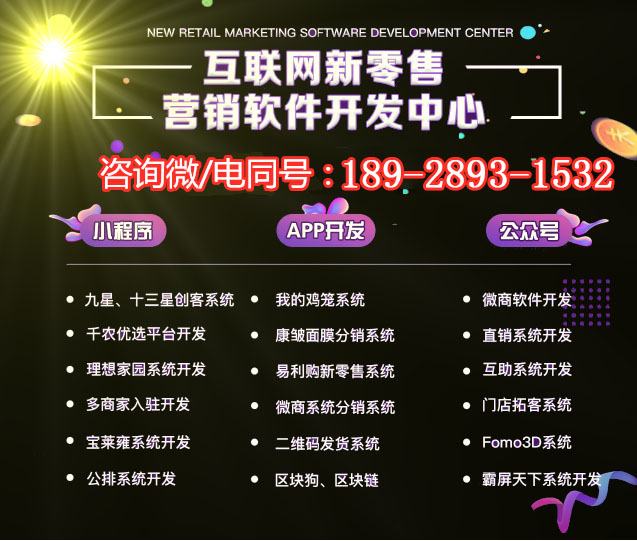 NEW RETAIL MARKETING SOFTWARE DEVELOPMENT CENTER
互联网新零售
营销软件开发中心
咨询微/电同号：189-2893-1532
小程序 APP开发 公众号
九星、十三星创客系统 我的鸡笼系统 微商软件开发
千农优选平台开发 康皱面膜分销系统 直销系统开发
理想家园系统开发 易利购新零售系统 互助系统开发
多商家入驻开发 微商系统分销系统 门店拓客系统
宝莱雍系统开发 二维码发货系统 Fomo3D系统
公排系统开发 区块狗、区块链 霸屏天下系统开发